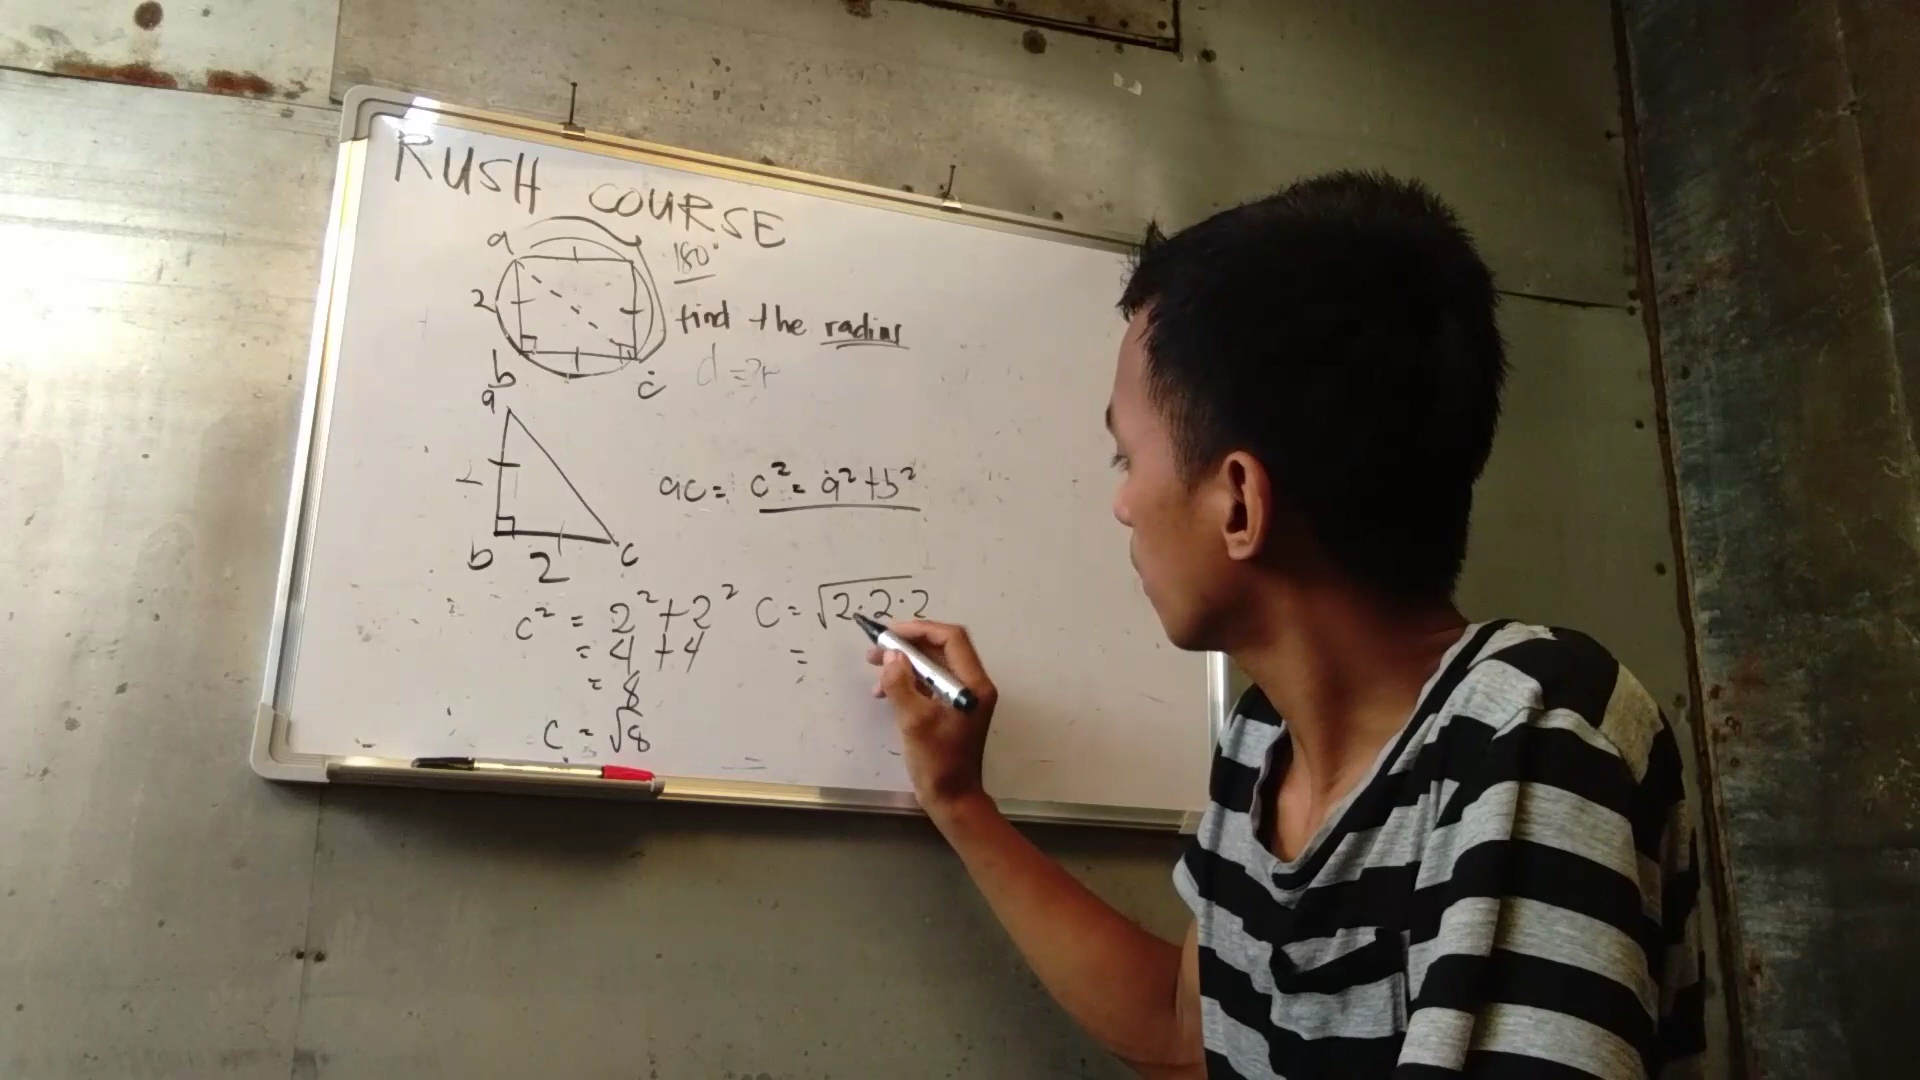 RUSH COURSE
a
180°
2
find the radius
d = 2r
b
c
a
2
ac = c² = a² + b²
b
2
c
c² = 2² + 2²
= 4 + 4
= 8
c = √8
C = √2·2·2
=